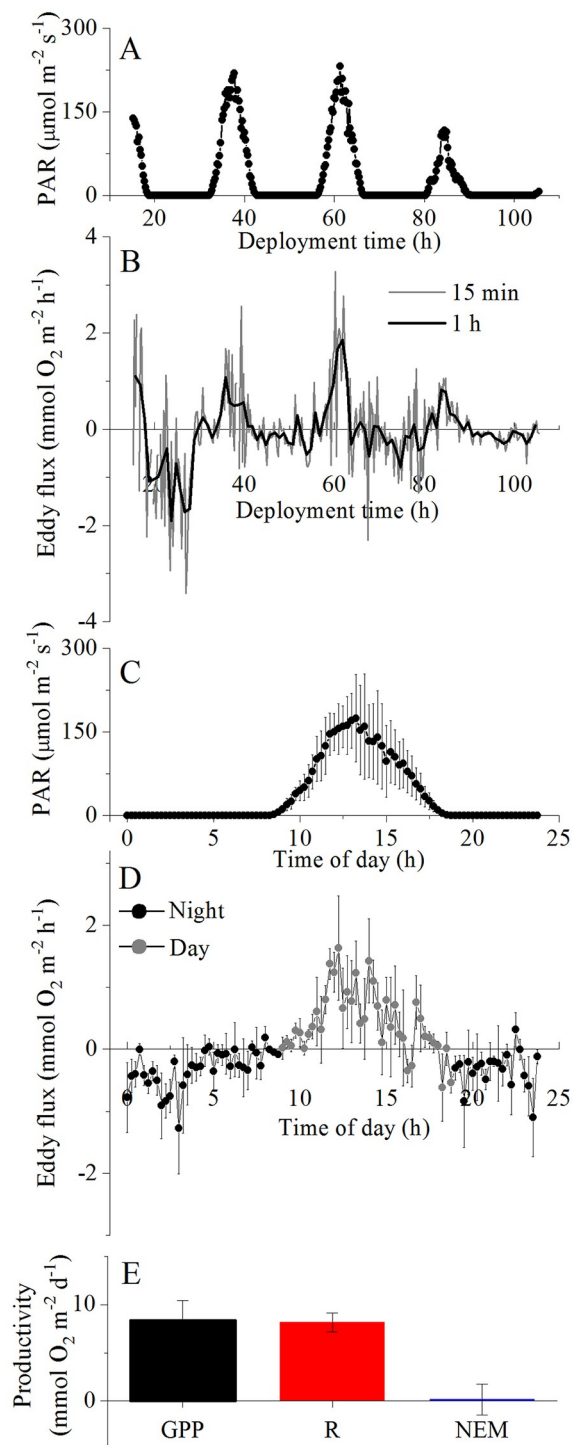 A
300
150
0
PAR (μmol m⁻² s⁻¹)
20 40 60 80 100
Deployment time (h)
B
4
2
0
-2
-4
Eddy flux (mmol O₂ m⁻² h⁻¹)
15 min
1 h
20 40 60 80 100
Deployment time (h)
C
300
150
0
PAR (μmol m⁻² s⁻¹)
0 5 10 15 20 25
Time of day (h)
D
2
0
-2
Eddy flux (mmol O₂ m⁻² h⁻¹)
Night
Day
0 5 10 15 20 25
Time of day (h)
E
10
0
Productivity
(mmol O₂ m⁻² d⁻¹)
GPP R NEM